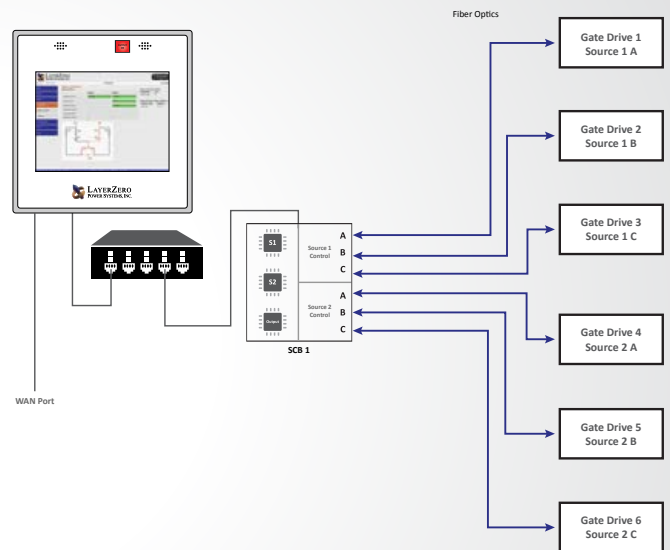 Fiber Optics
Gate Drive 1
Source 1 A
Gate Drive 2
Source 1 B
Gate Drive 3
Source 1 C
Gate Drive 4
Source 2 A
Gate Drive 5
Source 2 B
Gate Drive 6
Source 2 C
LAYERZERO
POWER SYSTEMS, INC.
S1
S2
Output
Source 1
Control
A
B
C
Source 2
Control
A
B
C
SCB 1
WAN Port